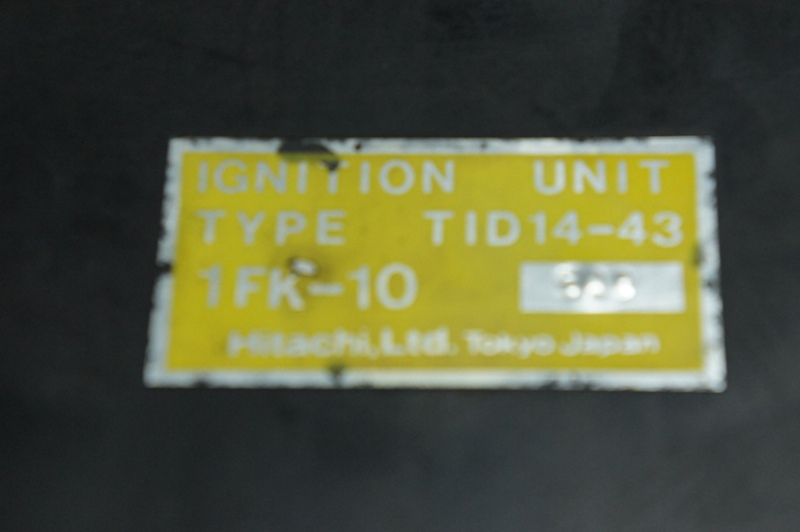 IGNITION UNIT
TYPE TID14-43
1FK-10
Hitachi, Ltd. Tokyo Japan